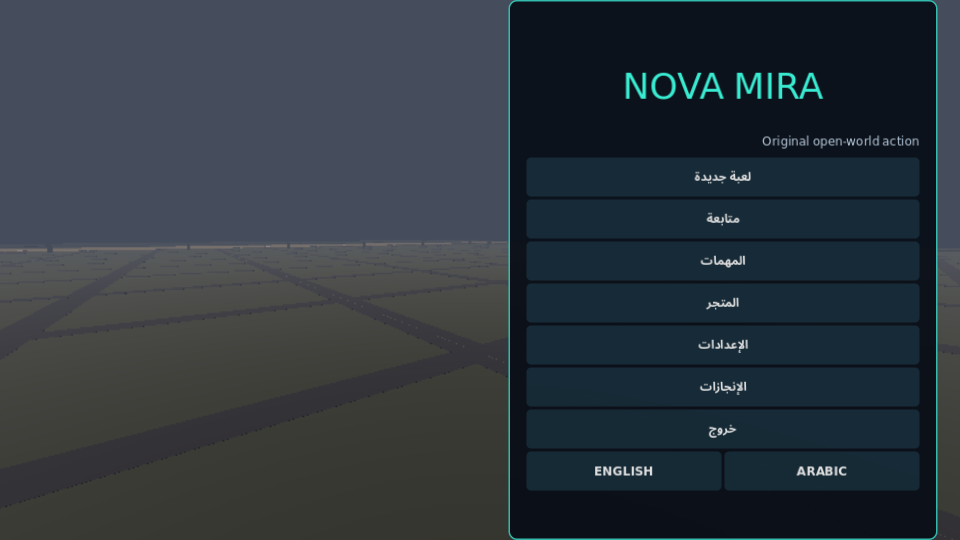 NOVA MIRA
Original open-world action
لعبة جديدة
متابعة
المهمات
المتجر
الإعدادات
الإنجازات
خروج
ENGLISH
ARABIC